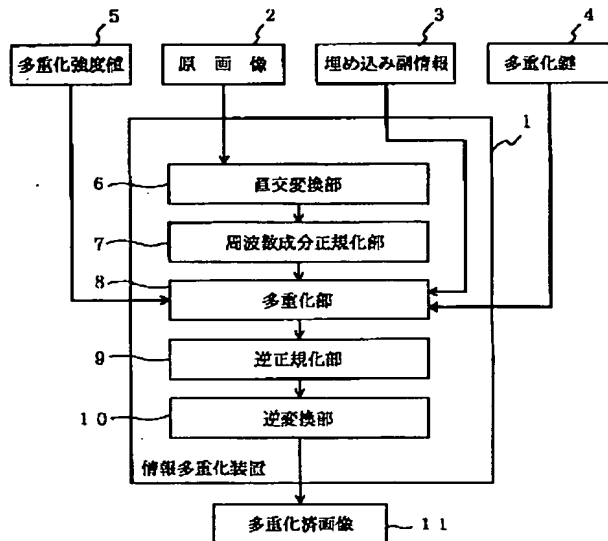 5
2
3
4
多重化強度値
原 画 像
埋め込み副情報
多重化鍵
1
6
直交変換部
7
周波数成分正規化部
8
多重化部
9
逆正規化部
10
逆変換部
情報多重化装置
多重化済画像
11